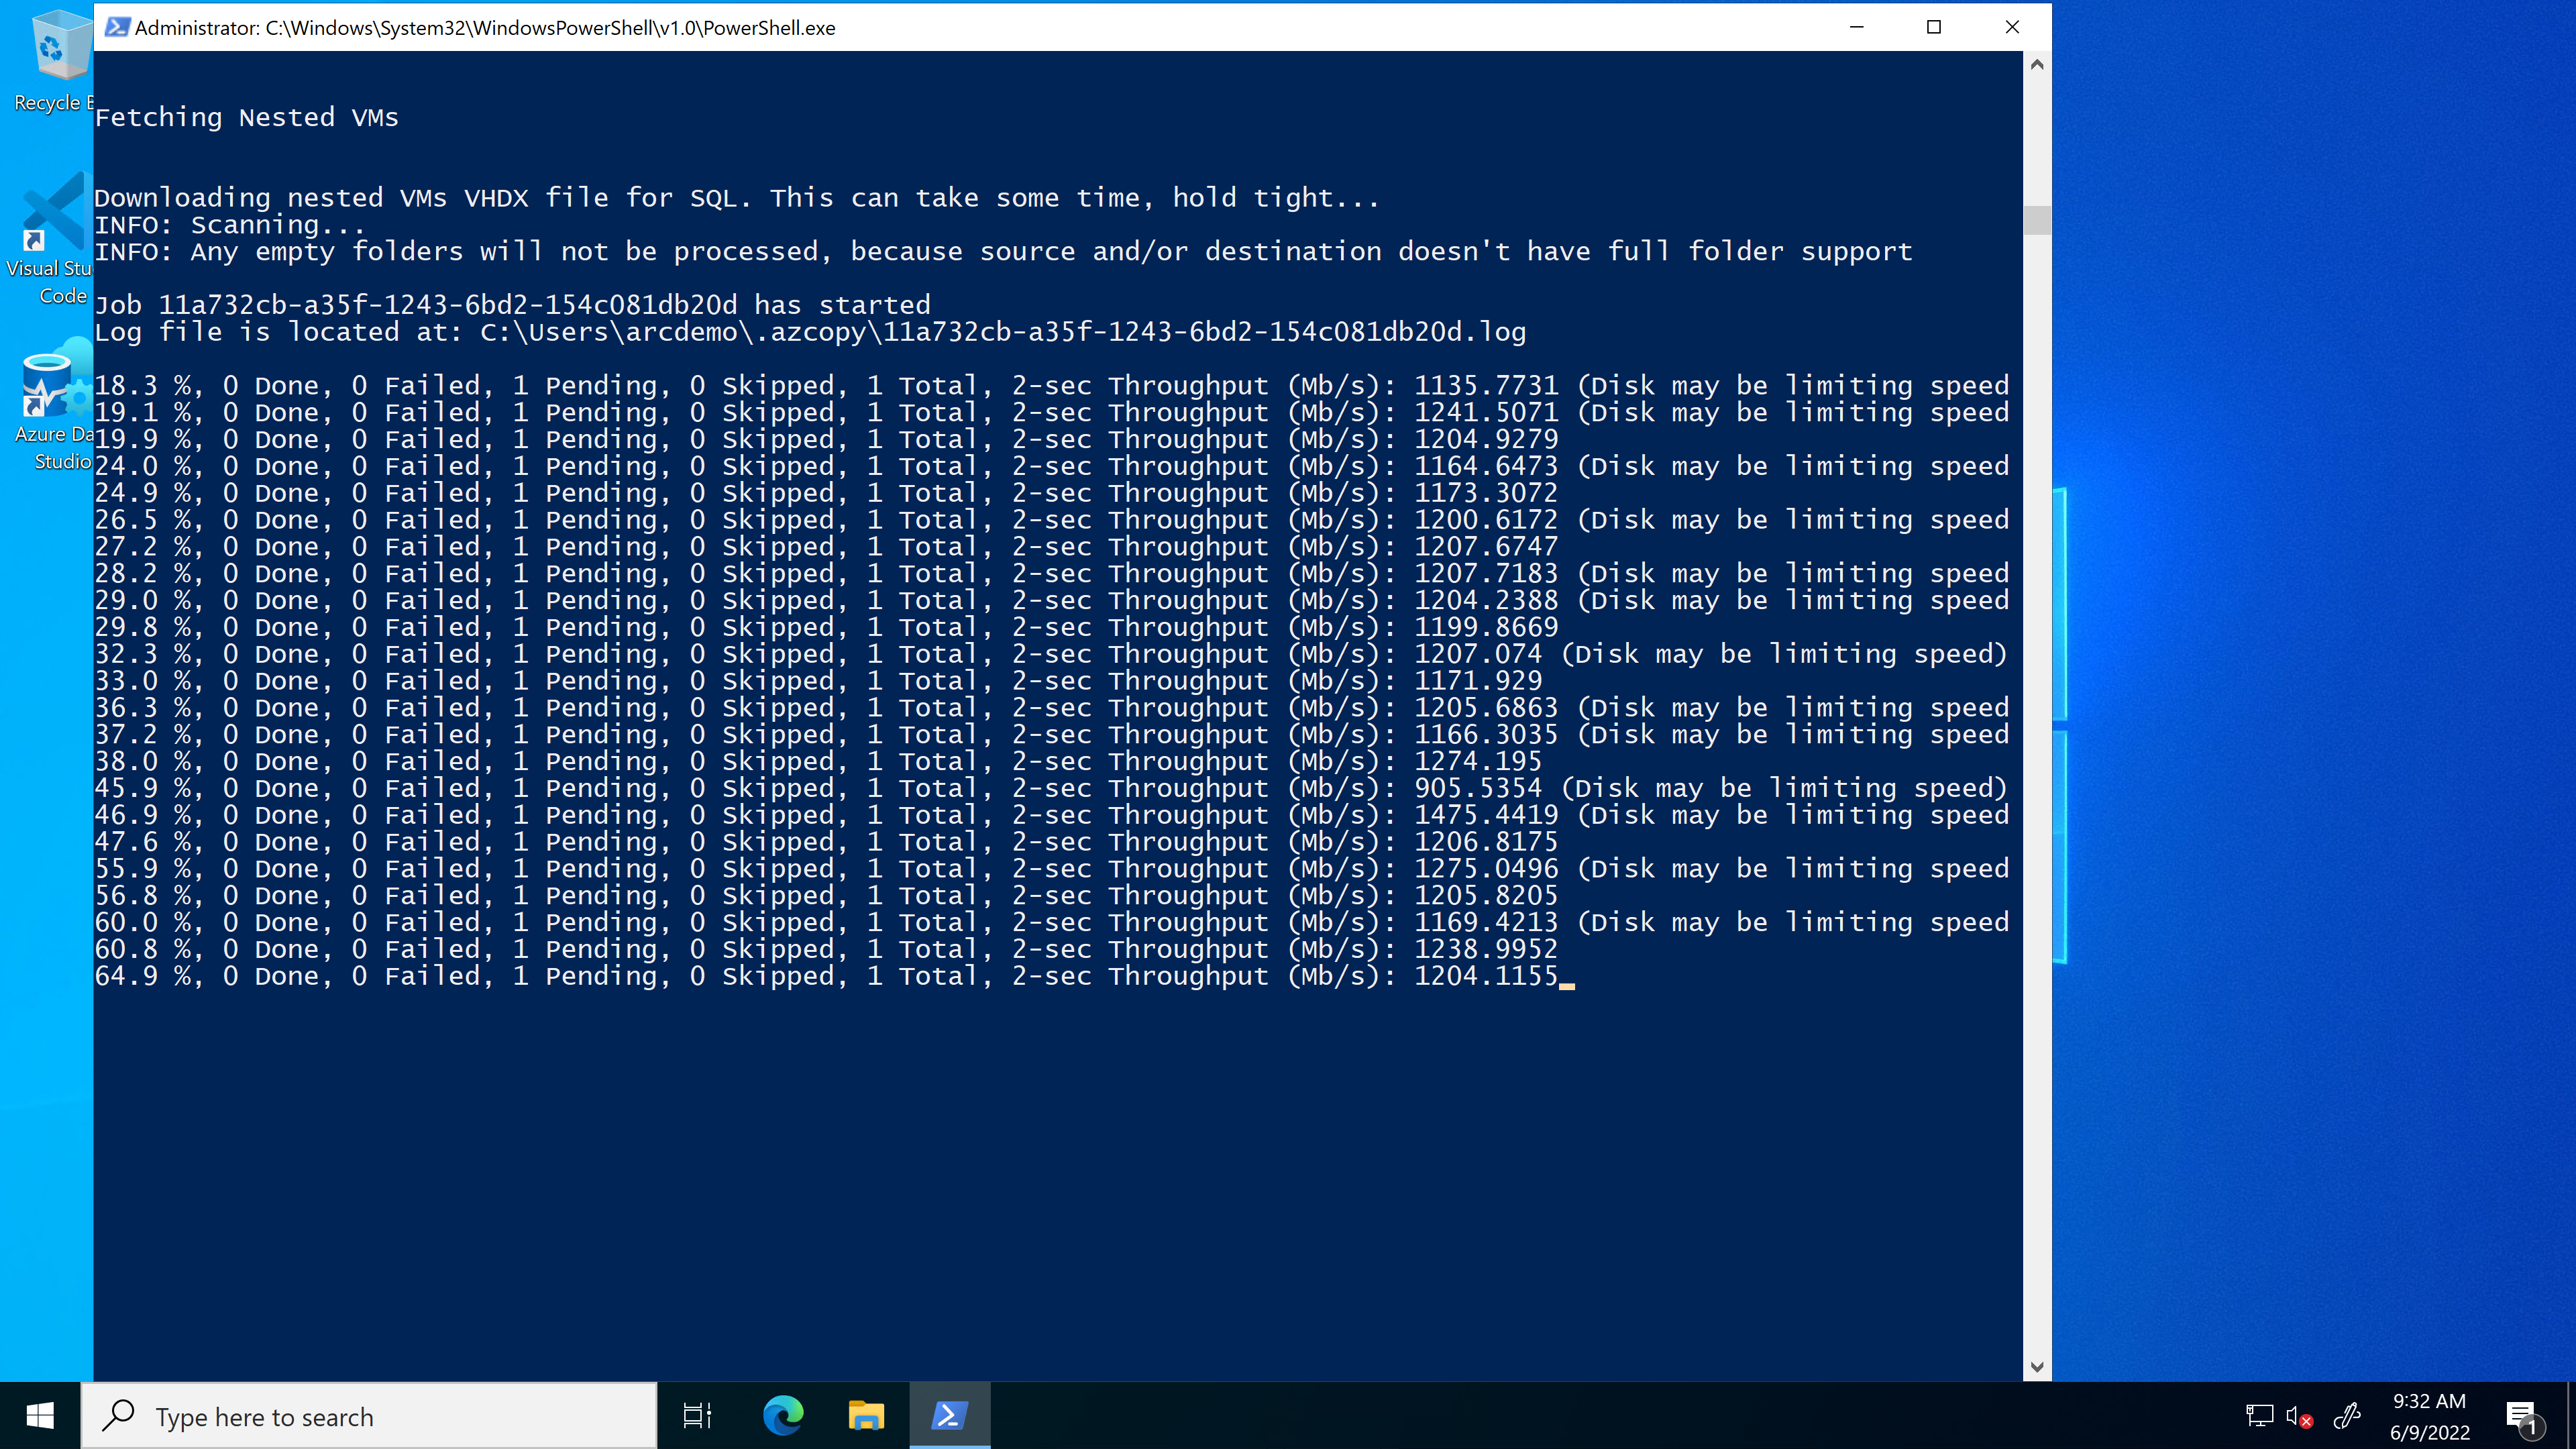 Administrator: C:\Windows\System32\WindowsPowerShell\v1.0\PowerShell.exe
Recycle
Visual
Code
Azure
Studio
Fetching Nested VMs
Downloading nested VMs VHDX file for SQL. This can take some time, hold tight...
INFO: Scanning...
INFO: Any empty folders will not be processed, because source and/or destination doesn't have full folder support
Job 11a732cb-a35f-1243-6bd2-154c081db20d has started
Log file is located at: C:\Users\arcdemo\.azcopy\11a732cb-a35f-1243-6bd2-154c081db20d.log
18.3 %, 0 Done, 0 Failed, 1 Pending, 0 Skipped, 1 Total, 2-sec Throughput (Mb/s): 1135.7731 (Disk may be limiting speed
19.1 %, 0 Done, 0 Failed, 1 Pending, 0 Skipped, 1 Total, 2-sec Throughput (Mb/s): 1241.5071 (Disk may be limiting speed
19.9 %, 0 Done, 0 Failed, 1 Pending, 0 Skipped, 1 Total, 2-sec Throughput (Mb/s): 1204.9279
24.0 %, 0 Done, 0 Failed, 1 Pending, 0 Skipped, 1 Total, 2-sec Throughput (Mb/s): 1164.6473 (Disk may be limiting speed
24.9 %, 0 Done, 0 Failed, 1 Pending, 0 Skipped, 1 Total, 2-sec Throughput (Mb/s): 1173.3072
26.5 %, 0 Done, 0 Failed, 1 Pending, 0 Skipped, 1 Total, 2-sec Throughput (Mb/s): 1200.6172 (Disk may be limiting speed
27.2 %, 0 Done, 0 Failed, 1 Pending, 0 Skipped, 1 Total, 2-sec Throughput (Mb/s): 1207.6747
28.2 %, 0 Done, 0 Failed, 1 Pending, 0 Skipped, 1 Total, 2-sec Throughput (Mb/s): 1207.7183 (Disk may be limiting speed
29.0 %, 0 Done, 0 Failed, 1 Pending, 0 Skipped, 1 Total, 2-sec Throughput (Mb/s): 1204.2388 (Disk may be limiting speed
29.8 %, 0 Done, 0 Failed, 1 Pending, 0 Skipped, 1 Total, 2-sec Throughput (Mb/s): 1199.8669
32.3 %, 0 Done, 0 Failed, 1 Pending, 0 Skipped, 1 Total, 2-sec Throughput (Mb/s): 1207.074 (Disk may be limiting speed)
33.0 %, 0 Done, 0 Failed, 1 Pending, 0 Skipped, 1 Total, 2-sec Throughput (Mb/s): 1171.929
36.3 %, 0 Done, 0 Failed, 1 Pending, 0 Skipped, 1 Total, 2-sec Throughput (Mb/s): 1205.6863 (Disk may be limiting speed
37.2 %, 0 Done, 0 Failed, 1 Pending, 0 Skipped, 1 Total, 2-sec Throughput (Mb/s): 1166.3035 (Disk may be limiting speed
38.0 %, 0 Done, 0 Failed, 1 Pending, 0 Skipped, 1 Total, 2-sec Throughput (Mb/s): 1274.195
45.9 %, 0 Done, 0 Failed, 1 Pending, 0 Skipped, 1 Total, 2-sec Throughput (Mb/s): 905.5354 (Disk may be limiting speed)
46.9 %, 0 Done, 0 Failed, 1 Pending, 0 Skipped, 1 Total, 2-sec Throughput (Mb/s): 1475.4419 (Disk may be limiting speed
47.6 %, 0 Done, 0 Failed, 1 Pending, 0 Skipped, 1 Total, 2-sec Throughput (Mb/s): 1206.8175
55.9 %, 0 Done, 0 Failed, 1 Pending, 0 Skipped, 1 Total, 2-sec Throughput (Mb/s): 1275.0496 (Disk may be limiting speed
56.8 %, 0 Done, 0 Failed, 1 Pending, 0 Skipped, 1 Total, 2-sec Throughput (Mb/s): 1205.8205
60.0 %, 0 Done, 0 Failed, 1 Pending, 0 Skipped, 1 Total, 2-sec Throughput (Mb/s): 1169.4213 (Disk may be limiting speed
60.8 %, 0 Done, 0 Failed, 1 Pending, 0 Skipped, 1 Total, 2-sec Throughput (Mb/s): 1238.9952
64.9 %, 0 Done, 0 Failed, 1 Pending, 0 Skipped, 1 Total, 2-sec Throughput (Mb/s): 1204.1155
Type here to search
9:32 AM
6/9/2022
1